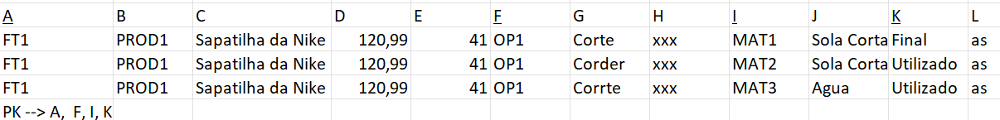 A B C D E F G H I J K L
FT1 PROD1 Sapatilha da Nike 120,99 41 OP1 Corte xxx MAT1 Sola Corta Final as
FT1 PROD1 Sapatilha da Nike 120,99 41 OP1 Corder xxx MAT2 Sola Corta Utilizado as
FT1 PROD1 Sapatilha da Nike 120,99 41 OP1 Corrte xxx MAT3 Agua Utilizado as
PK --> A, F, I, K